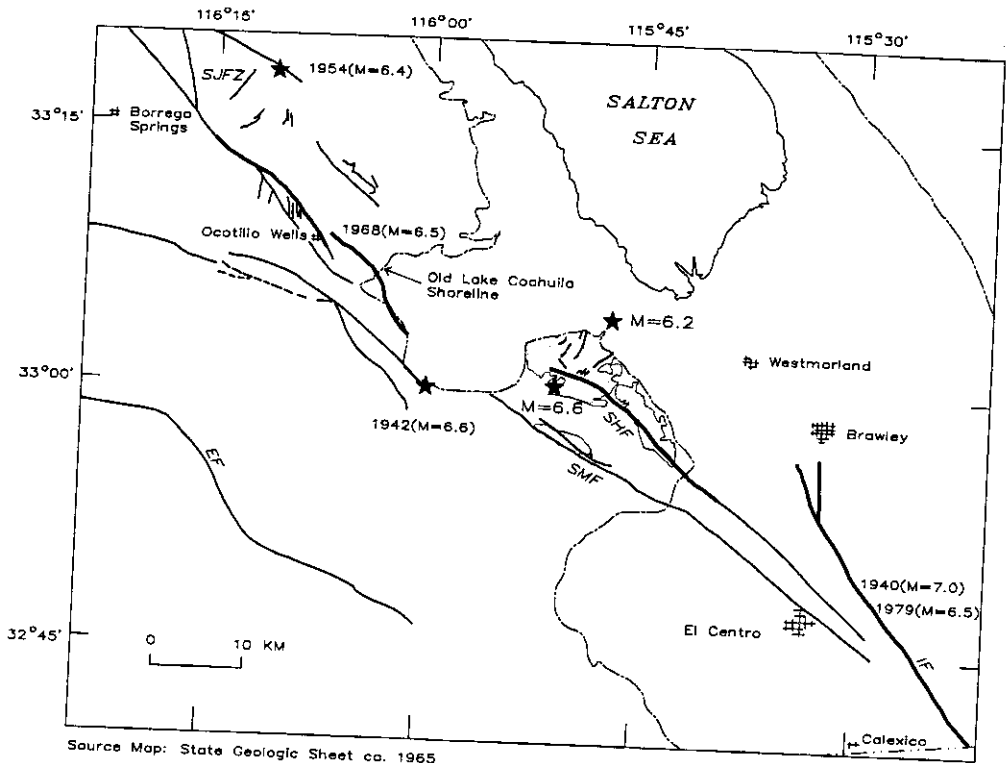 116°15'
116°00'
115°45'
115°30'
SJFZ
1954(M=6.4)
SALTON
SEA
33°15'
Borrego
Springs
Ocotillo Wells
1968(M=6.5)
Old Lake Coahuila
Shoreline
M=6.2
Westmorland
33°00'
M=6.6
1942(M=6.6)
SHF
Brawley
EF
SMF
1940(M=7.0)
1979(M=6.5)
El Centro
32°45'
0 10 KM
IF
Calexico
Source Map: State Geologic Sheet ca. 1965